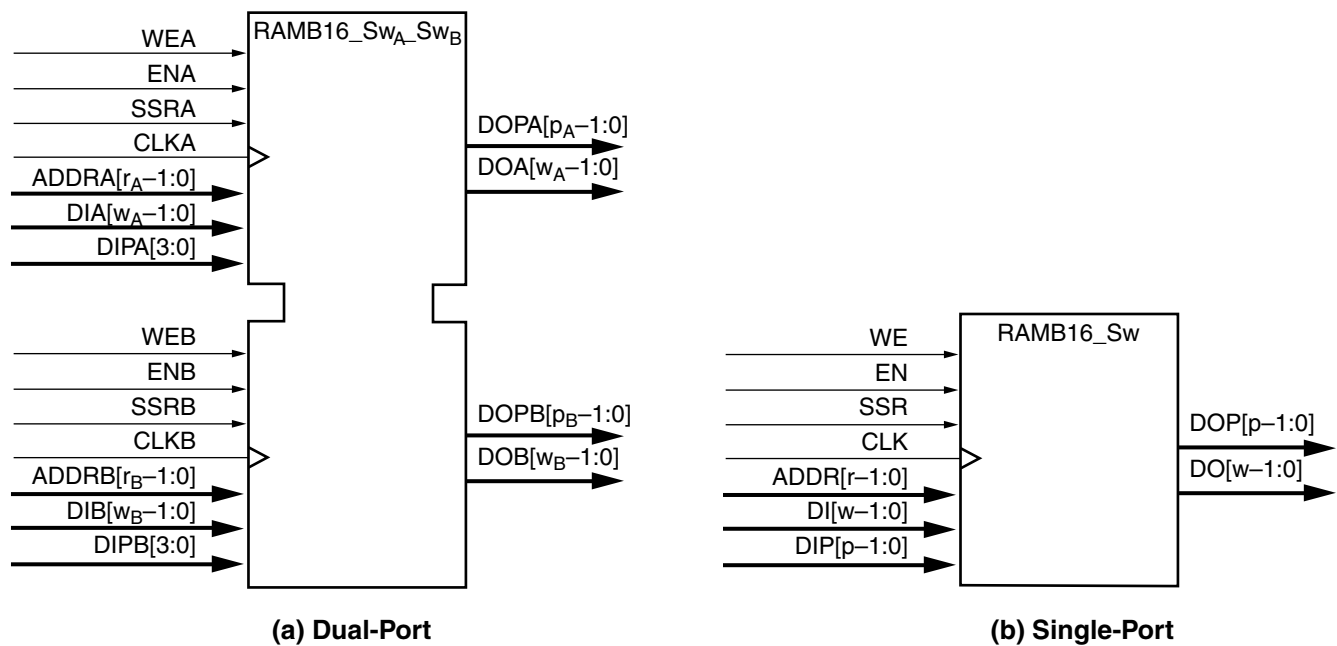 RAMB16_SwA_SwB
WEA
ENA
SSRA
CLKA
ADDRA[rA–1:0]
DIA[wA–1:0]
DIPA[3:0]
DOPA[pA–1:0]
DOA[wA–1:0]
WEB
ENB
SSRB
CLKB
ADDRB[rB–1:0]
DIB[wB–1:0]
DIPB[3:0]
DOPB[pB–1:0]
DOB[wB–1:0]
(a) Dual-Port
RAMB16_Sw
WE
EN
SSR
CLK
ADDR[r–1:0]
DI[w–1:0]
DIP[p–1:0]
DOP[p–1:0]
DO[w–1:0]
(b) Single-Port